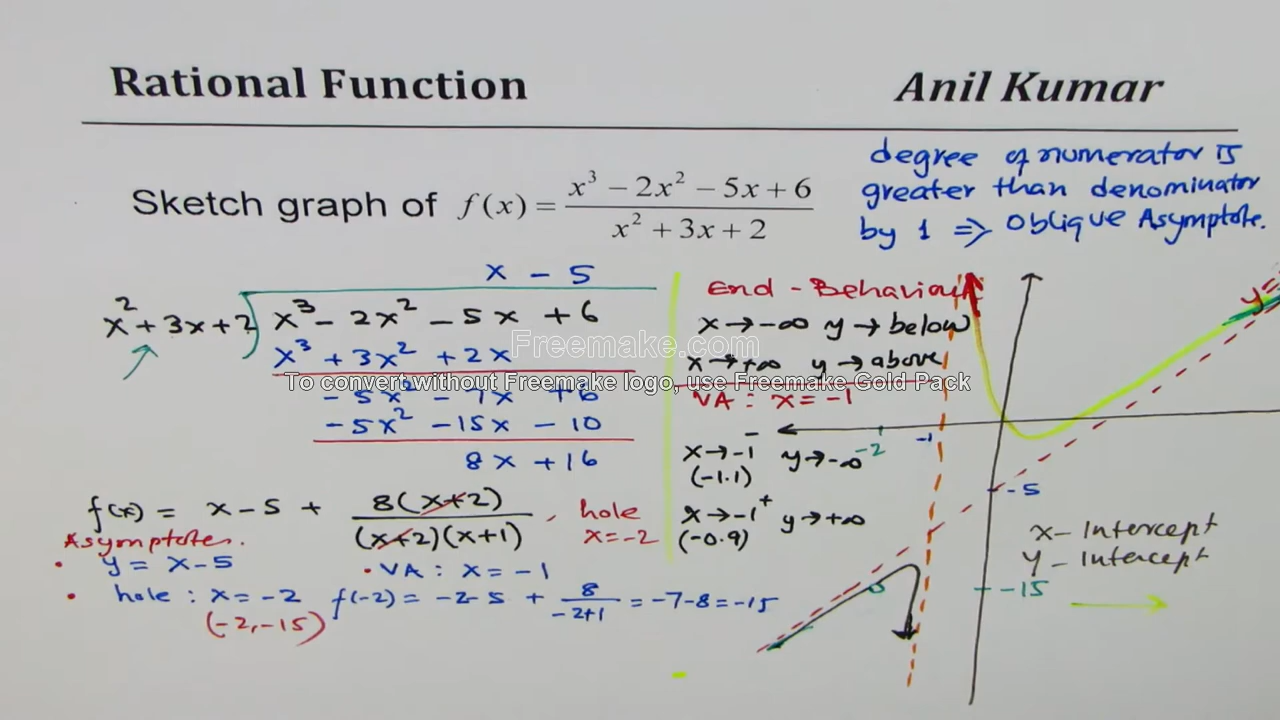 Rational Function
Anil Kumar
Sketch graph of f(x) = x³ − 2x² − 5x + 6 / x² + 3x + 2
degree of numerator is
greater than denominator
by 1 => Oblique Asymptote.
x − 5
x² + 3x + 2 ) x³ − 2x² − 5x + 6
x³ + 3x² + 2x
− 5x² − 7x + 6
− 5x² − 15x − 10
8x + 16
f(x) = x − 5 + 8(x+2) / (x+2)(x+1) , hole x = −2
Asymptotes.
• y = x − 5 • VA : x = −1
• hole : x = −2 f(−2) = −2 − 5 + 8 / −2+1 = −7 − 8 = −15
(−2, −15)
End - Behaviour
x → −∞ y → below
x → +∞ y → above
VA : x = −1
x → −1⁻ y → −∞
(−1.1)
x → −1⁺ y → +∞
(−0.9)
y =
−2
−1
−5
−15
x − Intercept
y − Intercept
Freemake.com
To convert without Freemake logo, use Freemake Gold Pack